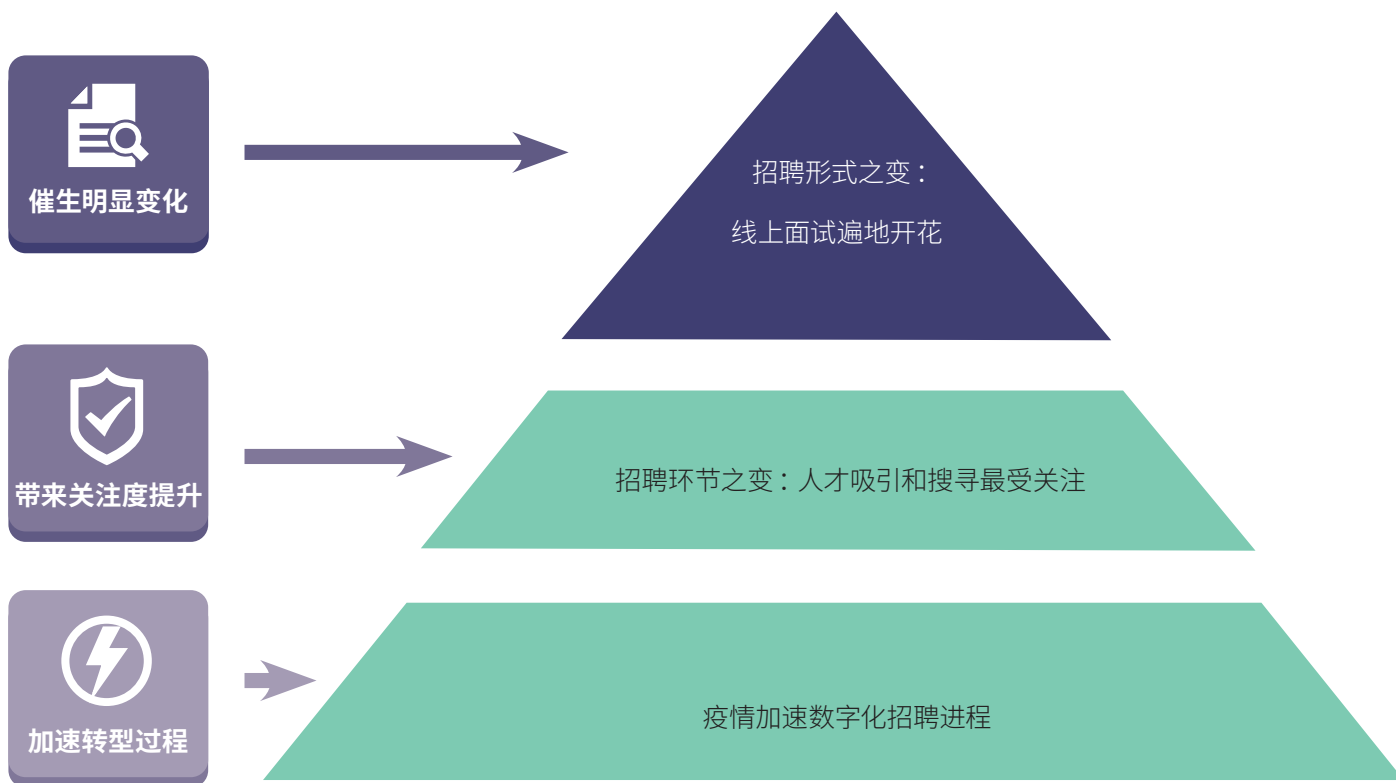 催生明显变化
招聘形式之变：
线上面试遍地开花
带来关注度提升
招聘环节之变：人才吸引和搜寻最受关注
加速转型过程
疫情加速数字化招聘进程